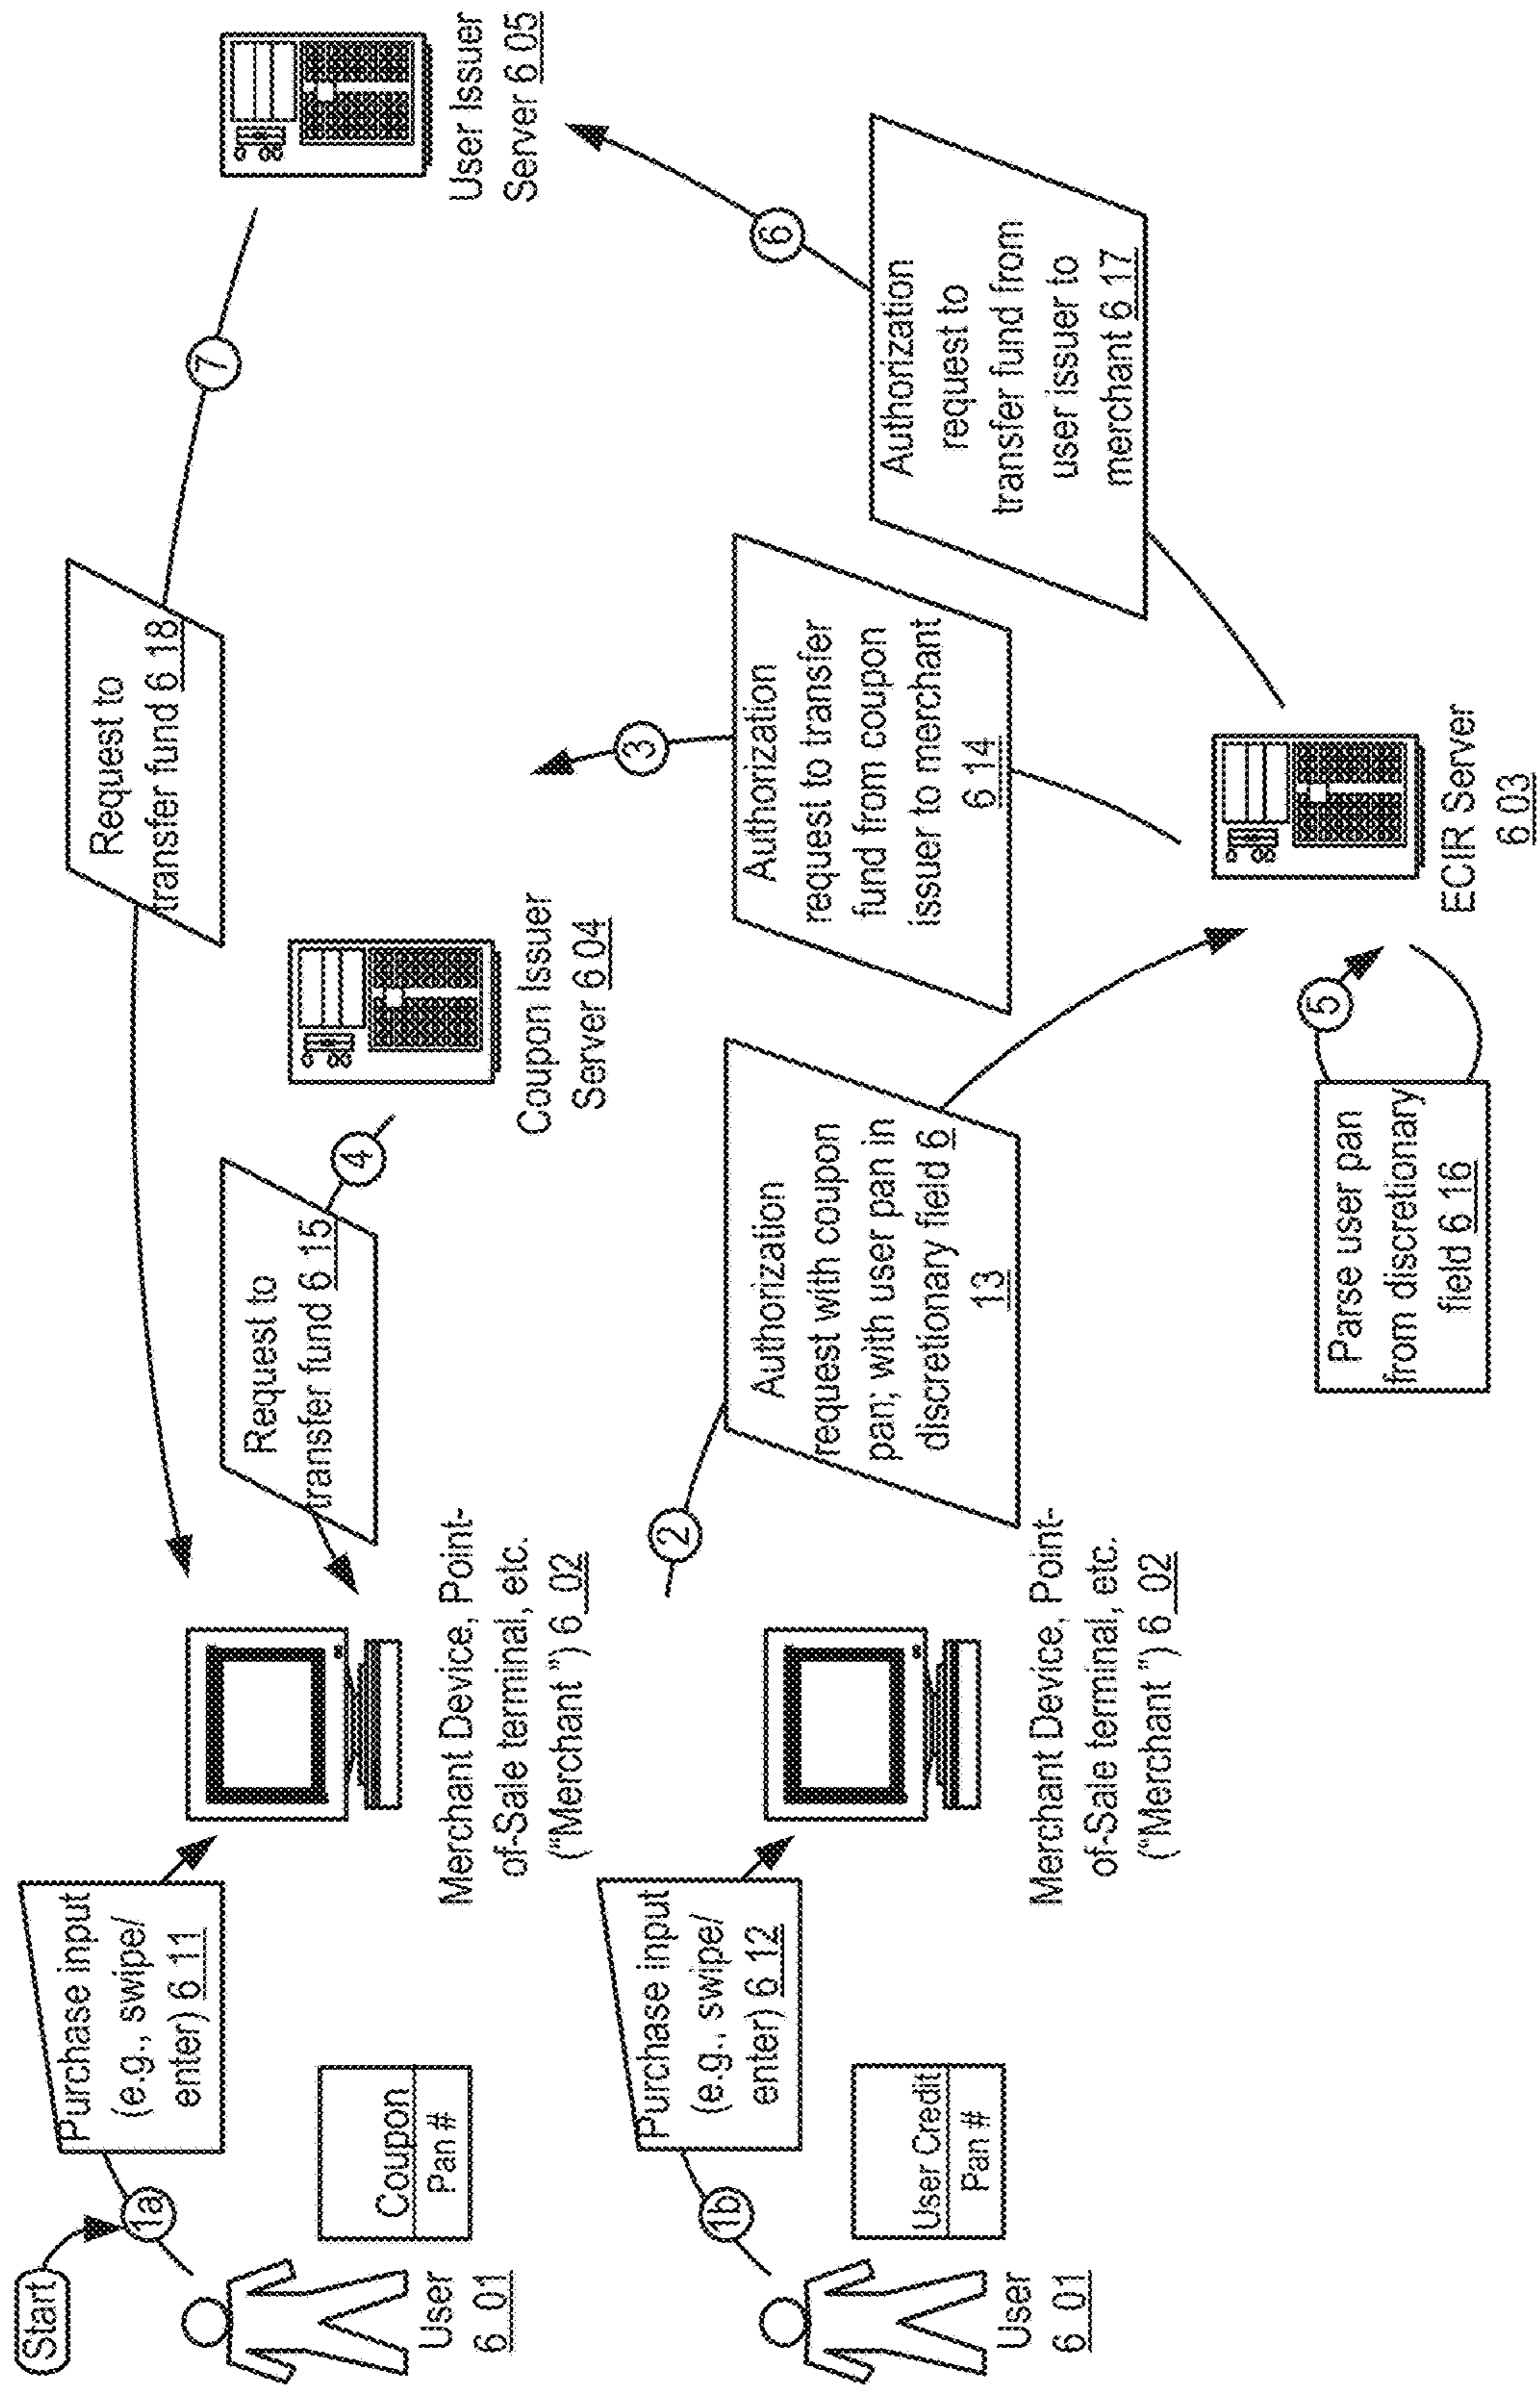 Start
1a
Purchase input
(e.g., swipe/
enter) 6 11
Coupon
Pan #
User
6 01
Merchant Device, Point-
of-Sale terminal, etc.
("Merchant ") 6 02
Request to
transfer fund 6 15
4
Coupon Issuer
Server 6 04
Request to
transfer fund 6 18
7
User Issuer
Server 6 05
1b
Purchase input
(e.g., swipe/
enter) 6 12
User Credit
Pan #
User
6 01
Merchant Device, Point-
of-Sale terminal, etc.
("Merchant ") 6 02
2
Authorization
request with coupon
pan; with user pan in
discretionary field 6
13
3
Authorization
request to transfer
fund from coupon
issuer to merchant
6 14
6
Authorization
request to
transfer fund from
user issuer to
merchant 6 17
5
Parse user pan
from discretionary
field 6 16
ECIR Server
6 03